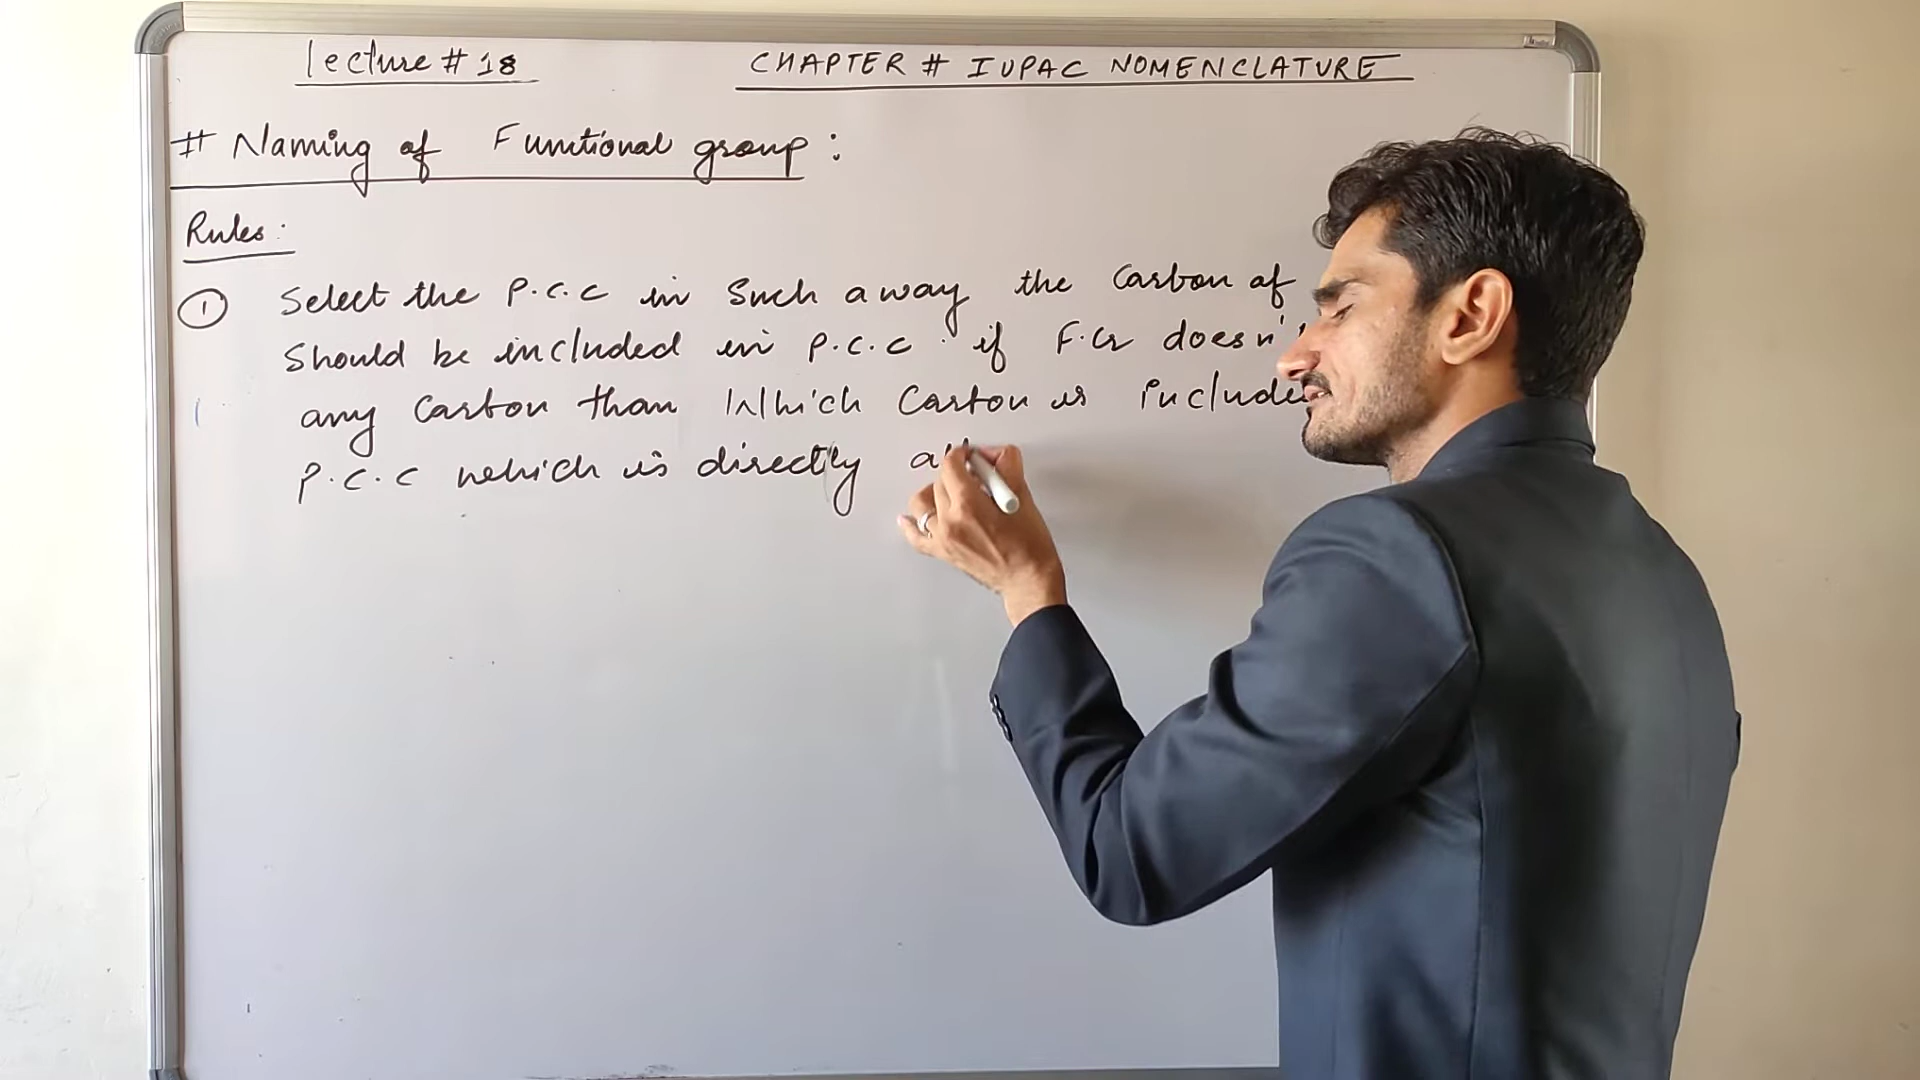 Lecture # 18
CHAPTER # IUPAC NOMENCLATURE
# Naming of Functional group :
Rules:
① Select the P.C.C in such a way the Carbon of
should be included in P.C.C. if F.G doesn't
any Carbon than Which Carbon is include
P.C.C which is directly